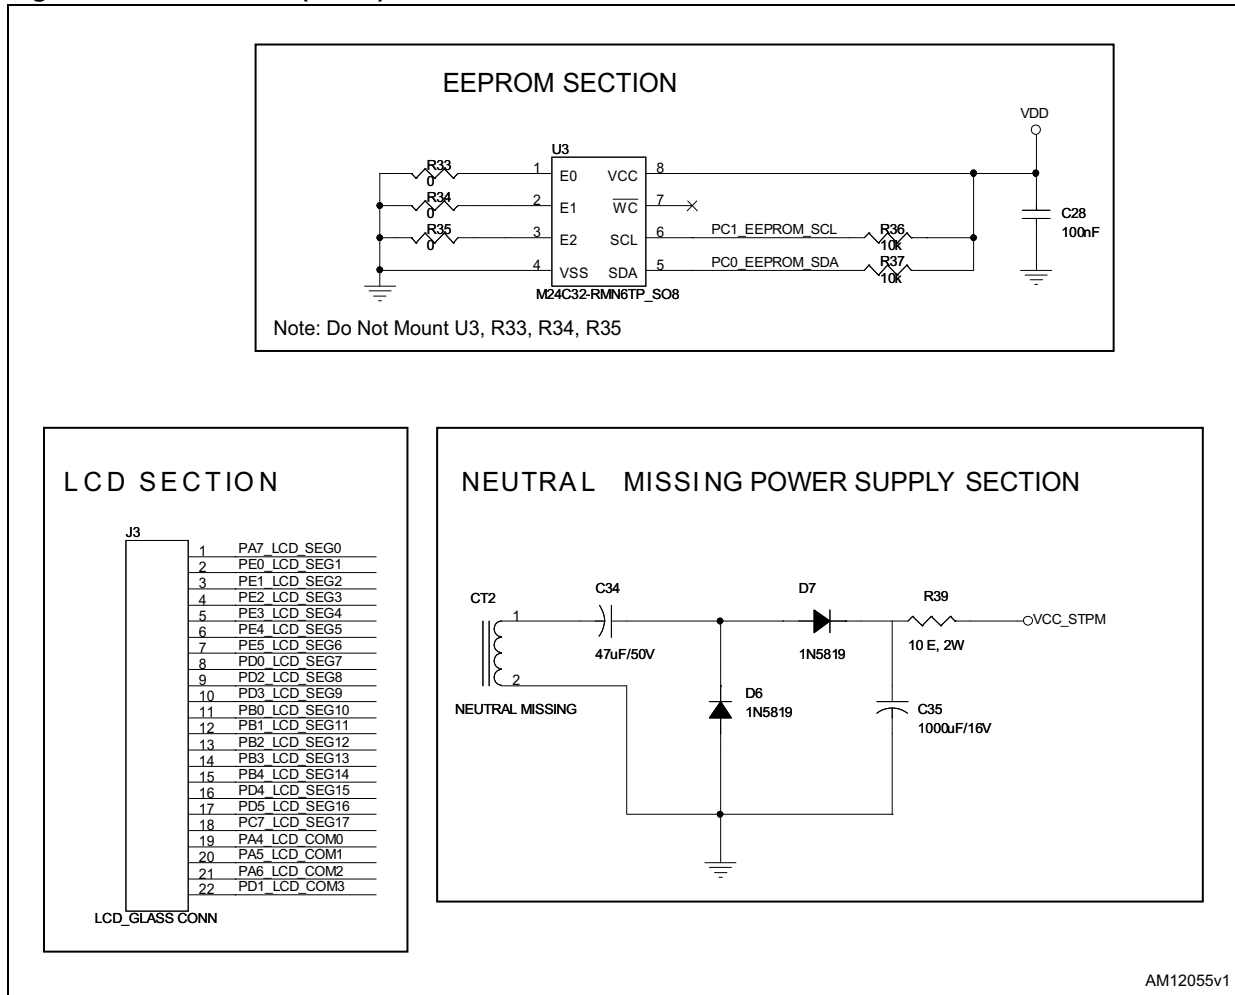 EEPROM SECTION
VDD
U3
R33
0
1
E0
VCC
8
R34
0
2
E1
WC
7
R35
0
3
E2
SCL
6
PC1_EEPROM_SCL
R36
10k
C28
100nF
4
VSS
SDA
5
PC0_EEPROM_SDA
R37
10k
M24C32-RMN6TP_SO8
Note: Do Not Mount U3, R33, R34, R35
LCD SECTION
J3
1 PA7_LCD_SEG0
2 PE0_LCD_SEG1
3 PE1_LCD_SEG2
4 PE2_LCD_SEG3
5 PE3_LCD_SEG4
6 PE4_LCD_SEG5
7 PE5_LCD_SEG6
8 PD0_LCD_SEG7
9 PD2_LCD_SEG8
10 PD3_LCD_SEG9
11 PB0_LCD_SEG10
12 PB1_LCD_SEG11
13 PB2_LCD_SEG12
14 PB3_LCD_SEG13
15 PB4_LCD_SEG14
16 PD4_LCD_SEG15
17 PD5_LCD_SEG16
18 PC7_LCD_SEG17
19 PA4_LCD_COM0
20 PA5_LCD_COM1
21 PA6_LCD_COM2
22 PD1_LCD_COM3
LCD_GLASS CONN
NEUTRAL MISSING POWER SUPPLY SECTION
CT2
1
2
NEUTRAL MISSING
C34
47uF/50V
D7
1N5819
R39
10 E, 2W
VCC_STPM
D6
1N5819
C35
1000uF/16V
AM12055v1